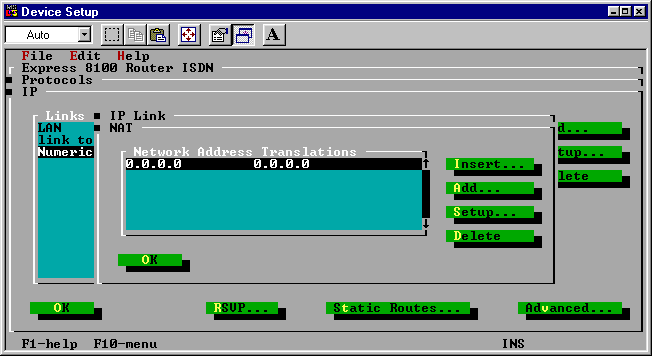 Device Setup
Auto
A
File Edit Help
Express 8100 Router ISDN
Protocols
IP
Links
IP Link
LAN
NAT
link to
Numeric
Network Address Translations
0.0.0.0 0.0.0.0
Insert...
Add...
Setup...
Delete
d...
tup...
lete
OK
OK
RSVP...
Static Routes...
Advanced...
F1-help F10-menu
INS